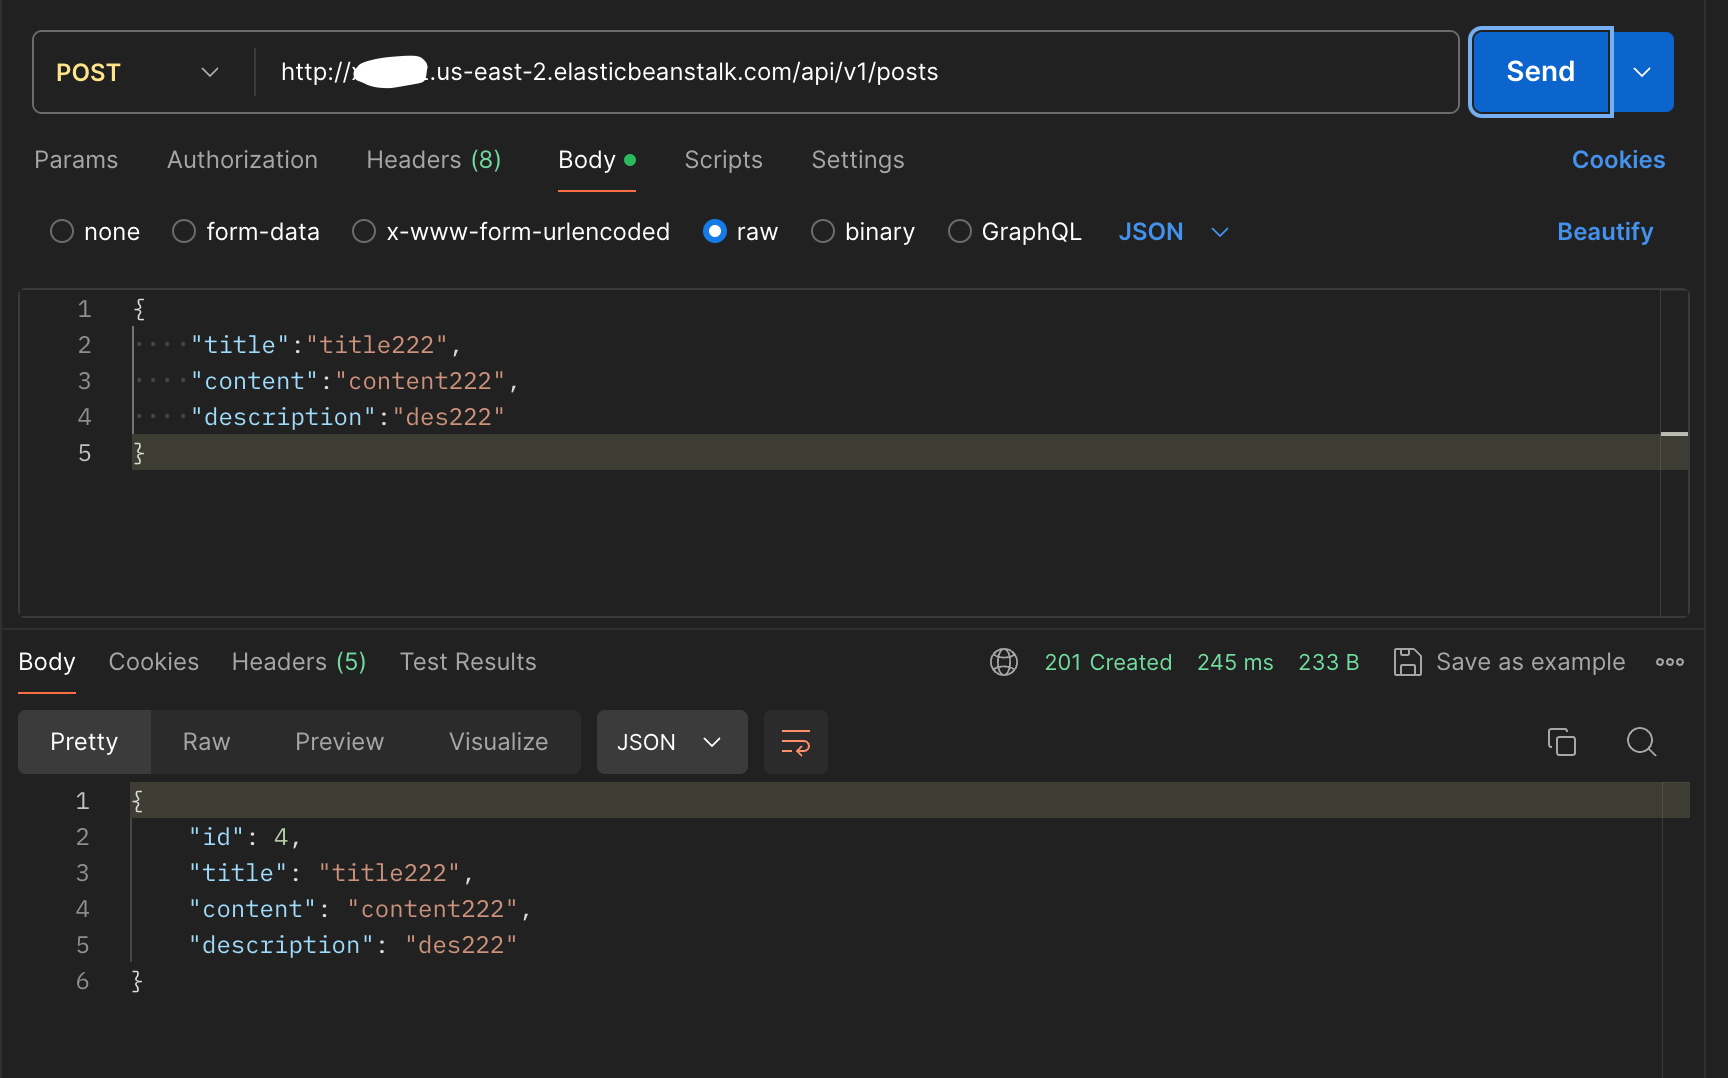 POST http://.us-east-2.elasticbeanstalk.com/api/v1/posts Send
Params Authorization Headers (8) Body Scripts Settings Cookies
none form-data x-www-form-urlencoded raw binary GraphQL JSON Beautify
1 {
2 "title":"title222",
3 "content":"content222",
4 "description":"des222"
5 }
Body Cookies Headers (5) Test Results 201 Created 245 ms 233 B Save as example
Pretty Raw Preview Visualize JSON
1 {
2 "id": 4,
3 "title": "title222",
4 "content": "content222",
5 "description": "des222"
6 }